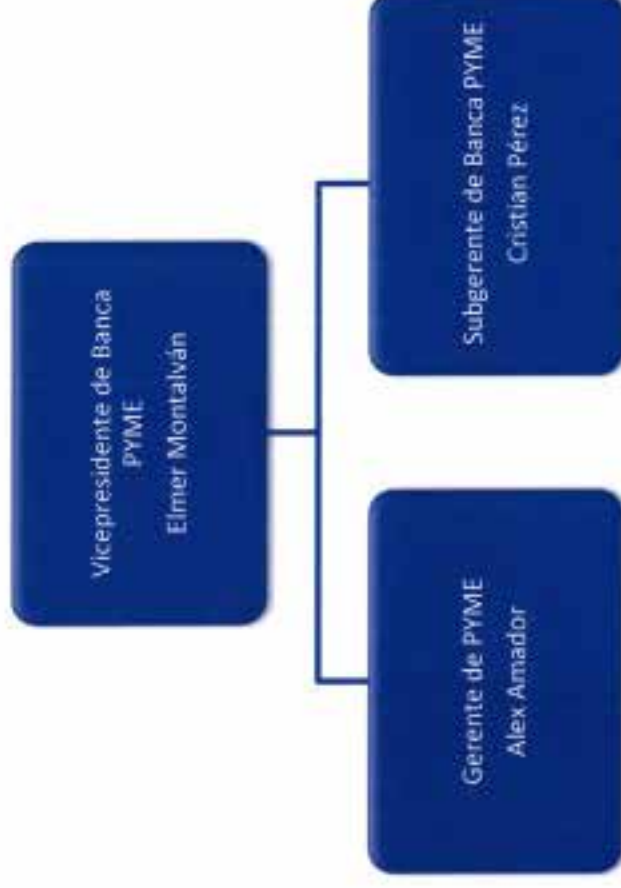 Vicepresidente de Banca
PYME
Elmer Montalván
Gerente de PYME
Alex Amador
Subgerente de Banca PYME
Cristian Pérez